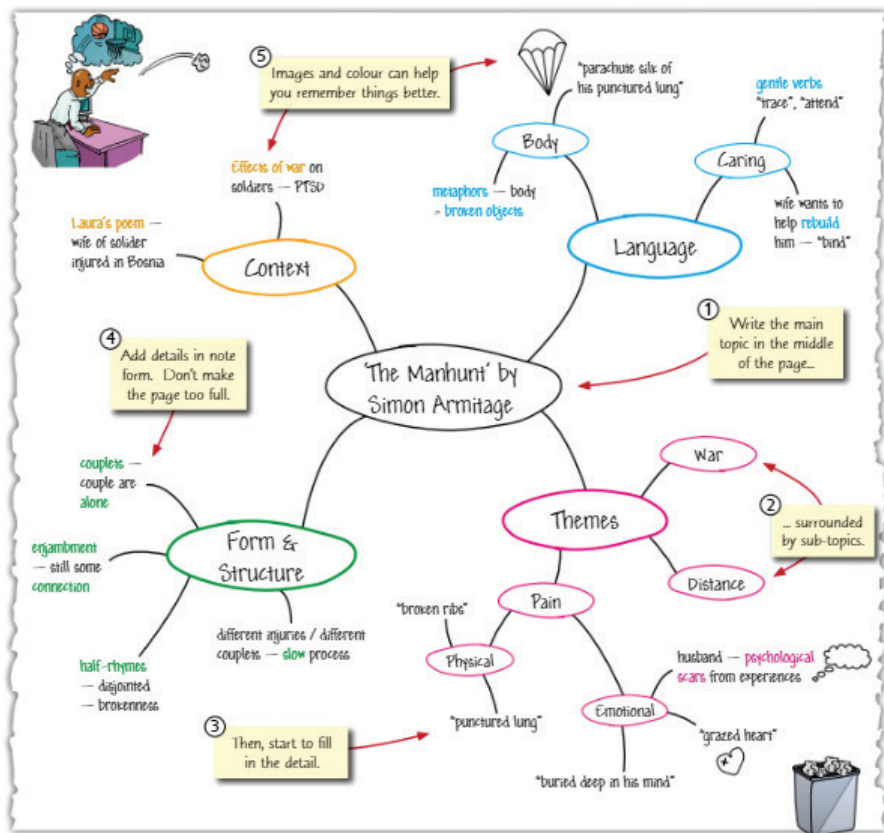 ⑤
Images and colour can help
you remember things better.
"parachute silk of
his punctured lung"
gentle verbs
"trace", "attend"
Body
Caring
Effects of war on
soldiers — PTSD
metaphors — body
= broken objects
wife wants to
help rebuild
him — "bind"
Laura's poem —
wife of solider
injured in Bosnia
Context
Language
①
Write the main
topic in the middle
of the page...
④
Add details in note
form. Don't make
the page too full.
'The Manhunt' by
Simon Armitage
couplets —
couple are
alone
War
②
... surrounded
by sub-topics.
Themes
enjambment
— still some
connection
Form &
Structure
Distance
Pain
"broken ribs"
different injuries / different
couplets — slow process
Physical
husband — psychological
scars from experiences
half-rhymes
— disjointed
— brokenness
"punctured lung"
Emotional
③
Then, start to fill
in the detail.
"grazed heart"
"buried deep in his mind"